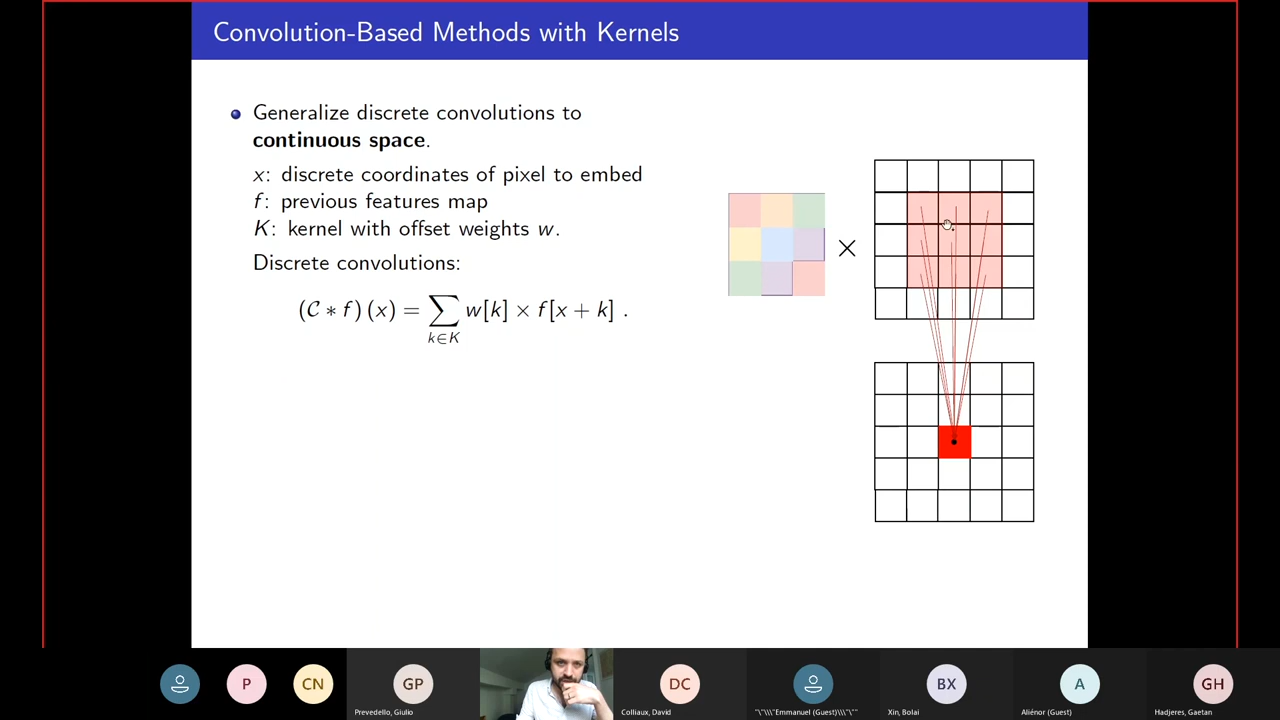 Convolution-Based Methods with Kernels
Generalize discrete convolutions to
continuous space.
x: discrete coordinates of pixel to embed
f: previous features map
K: kernel with offset weights w.
Discrete convolutions:
(C ∗ f) (x) = ∑ w[k] × f[x + k] .
k∈K
×
P
CN
GP
DC
BX
A
GH
Prevedello, Giulio
Colliaux, David
"\"\\\"Emmanuel (Guest)\\\"\""
Xin, Bolai
Aliénor (Guest)
Hadjeres, Gaetan